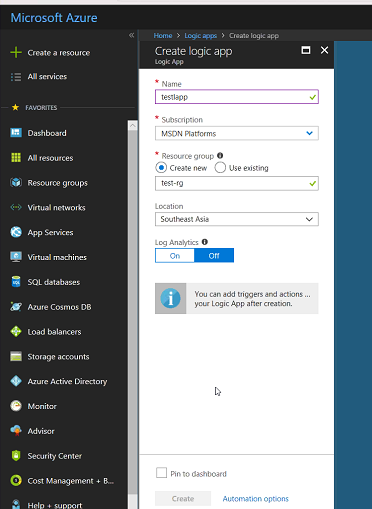 Microsoft Azure
«
Create a resource
All services
FAVORITES
Dashboard
All resources
Resource groups
Virtual networks
App Services
Virtual machines
SQL databases
Azure Cosmos DB
Load balancers
Storage accounts
Azure Active Directory
Monitor
Advisor
Security Center
Cost Management + B...
Help + support
Home > Logic apps > Create logic app
Create logic app
Logic App
* Name
testlapp
* Subscription
MSDN Platforms
* Resource group
Create new Use existing
test-rg
Location
Southeast Asia
Log Analytics
On Off
You can add triggers and actions ...
your Logic App after creation.
Pin to dashboard
Create Automation options